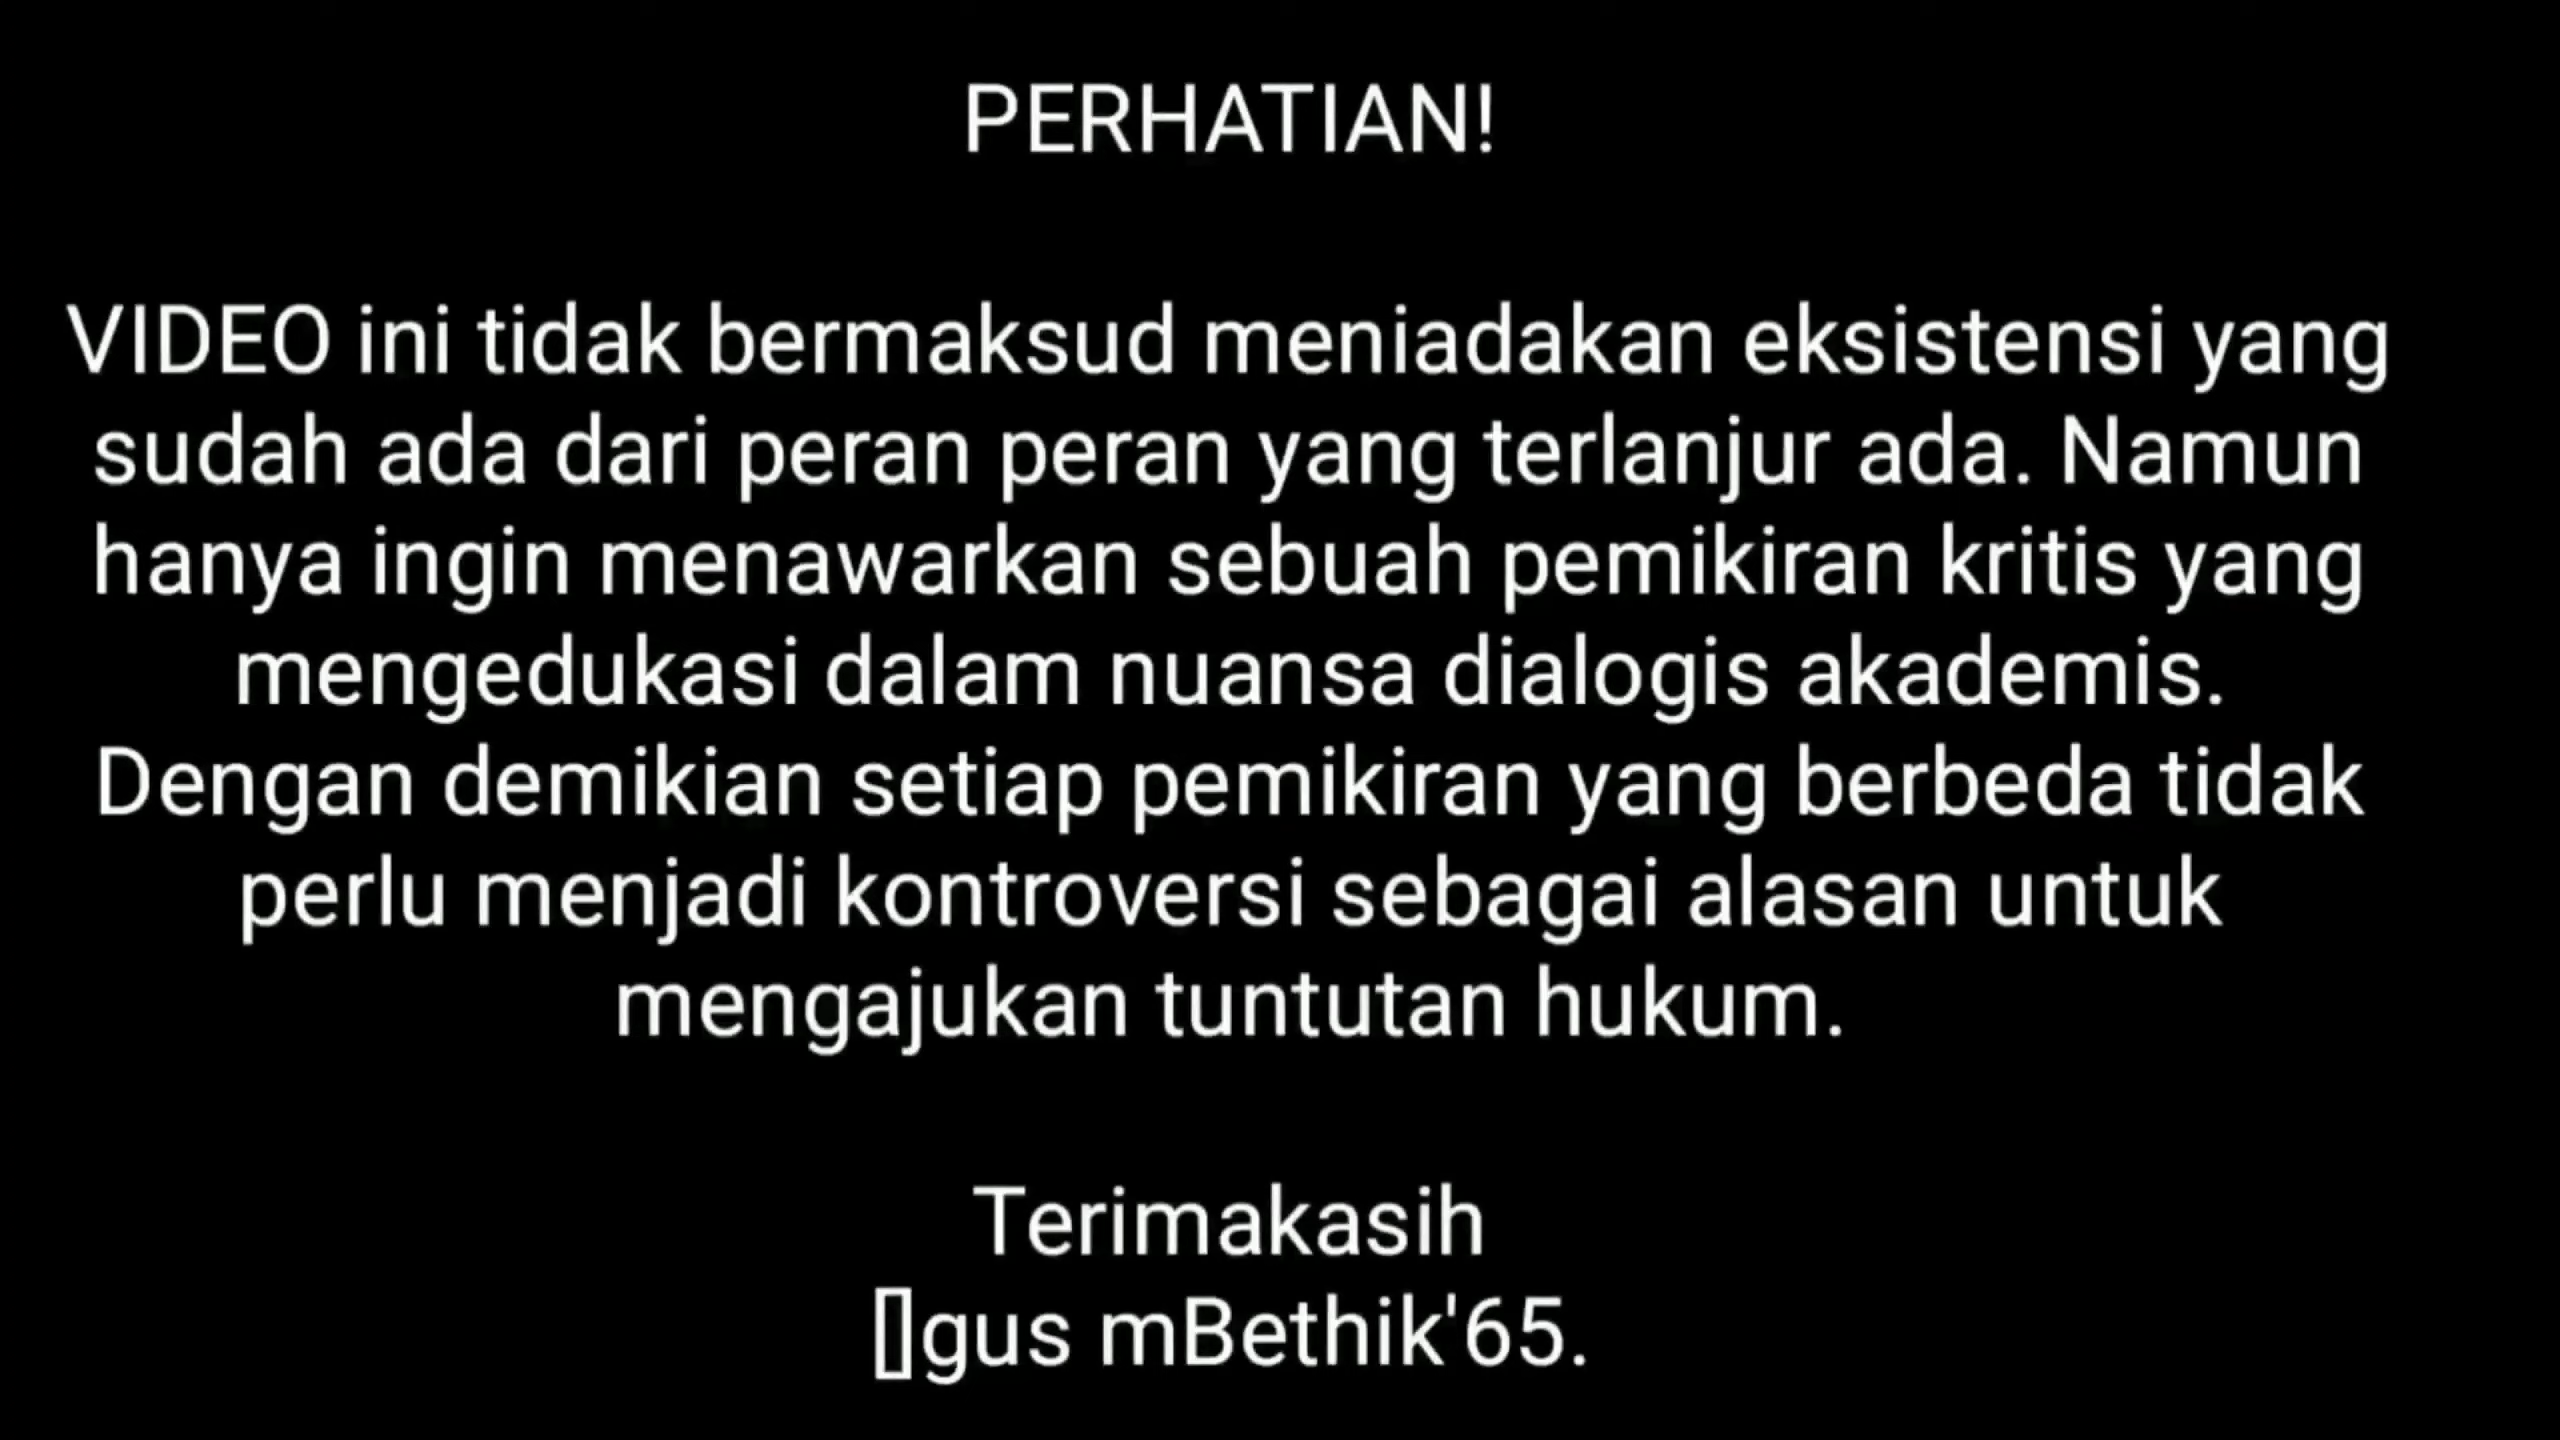 PERHATIAN!
VIDEO ini tidak bermaksud meniadakan eksistensi yang
sudah ada dari peran peran yang terlanjur ada. Namun
hanya ingin menawarkan sebuah pemikiran kritis yang
mengedukasi dalam nuansa dialogis akademis.
Dengan demikian setiap pemikiran yang berbeda tidak
perlu menjadi kontroversi sebagai alasan untuk
mengajukan tuntutan hukum.
Terimakasih
▯gus mBethik'65.